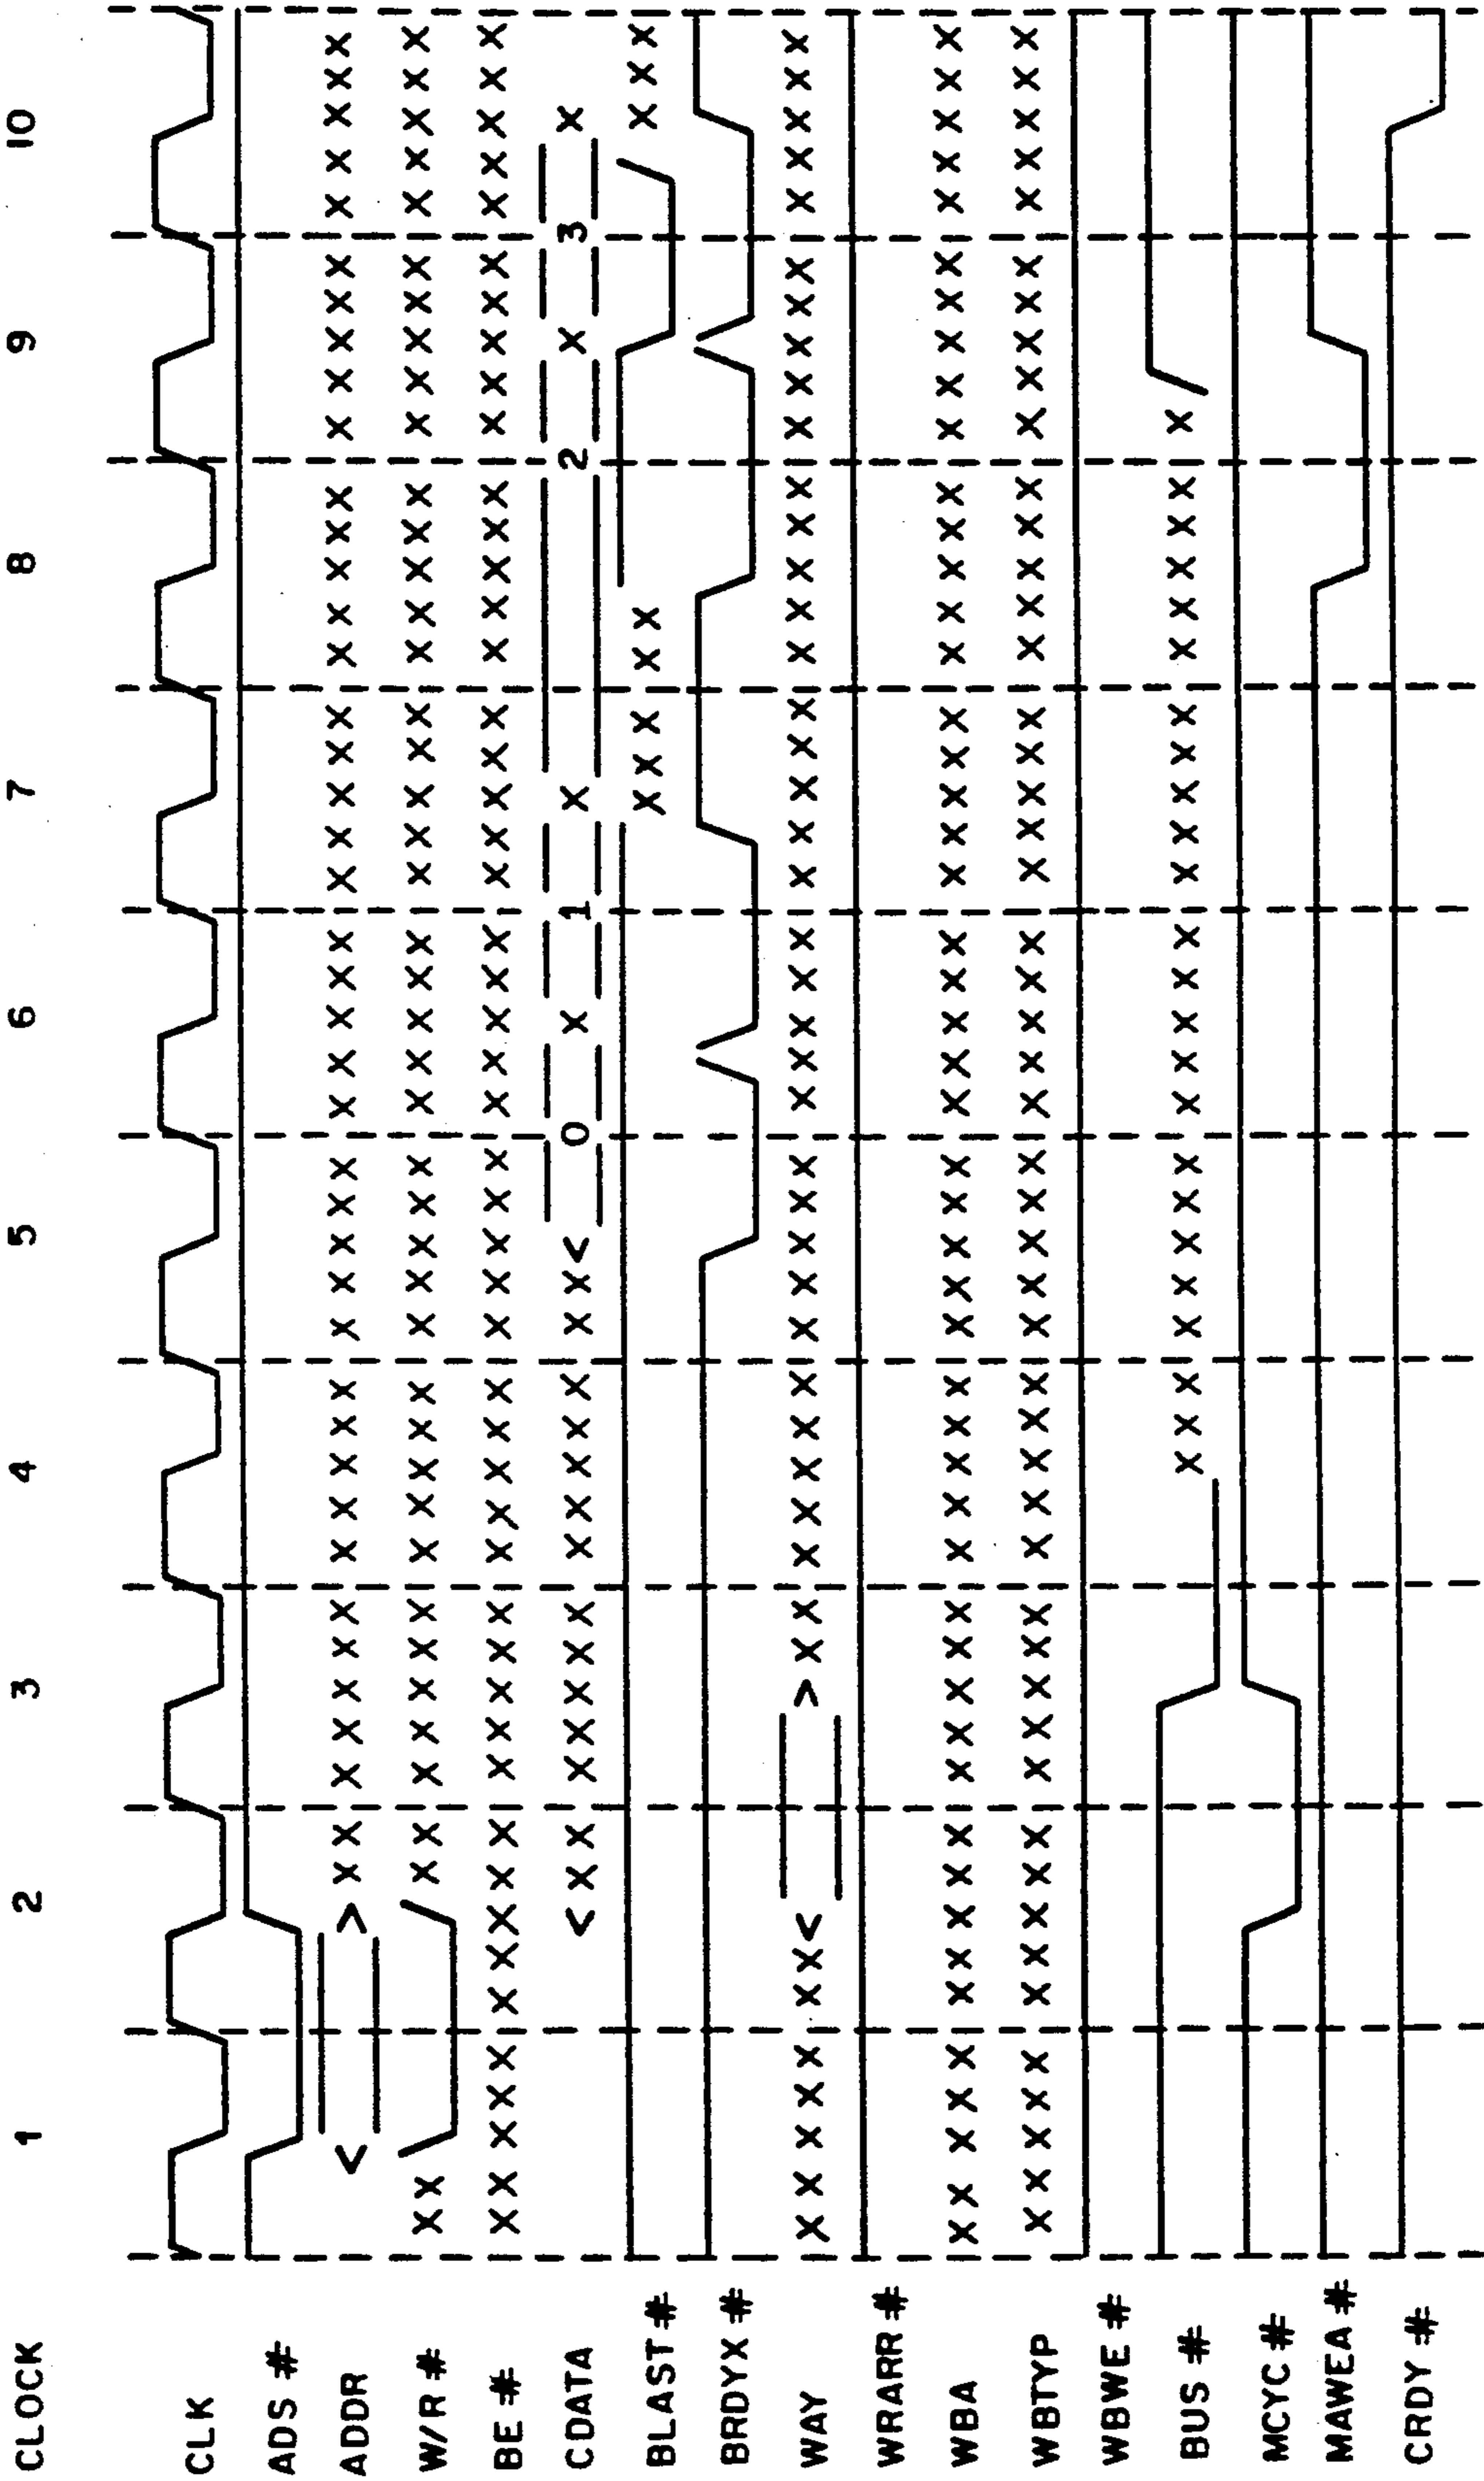 CLOCK 1 2 3 4 5 6 7 8 9 10
CLK
ADS #
ADDR
W/R #
BE #
CDATA 0 1 2 3
BLAST #
BRDYX #
WAY
WRARR #
WBA
WBTYP
WBWE #
BUS #
MCYC #
MAWEA #
CRDY #